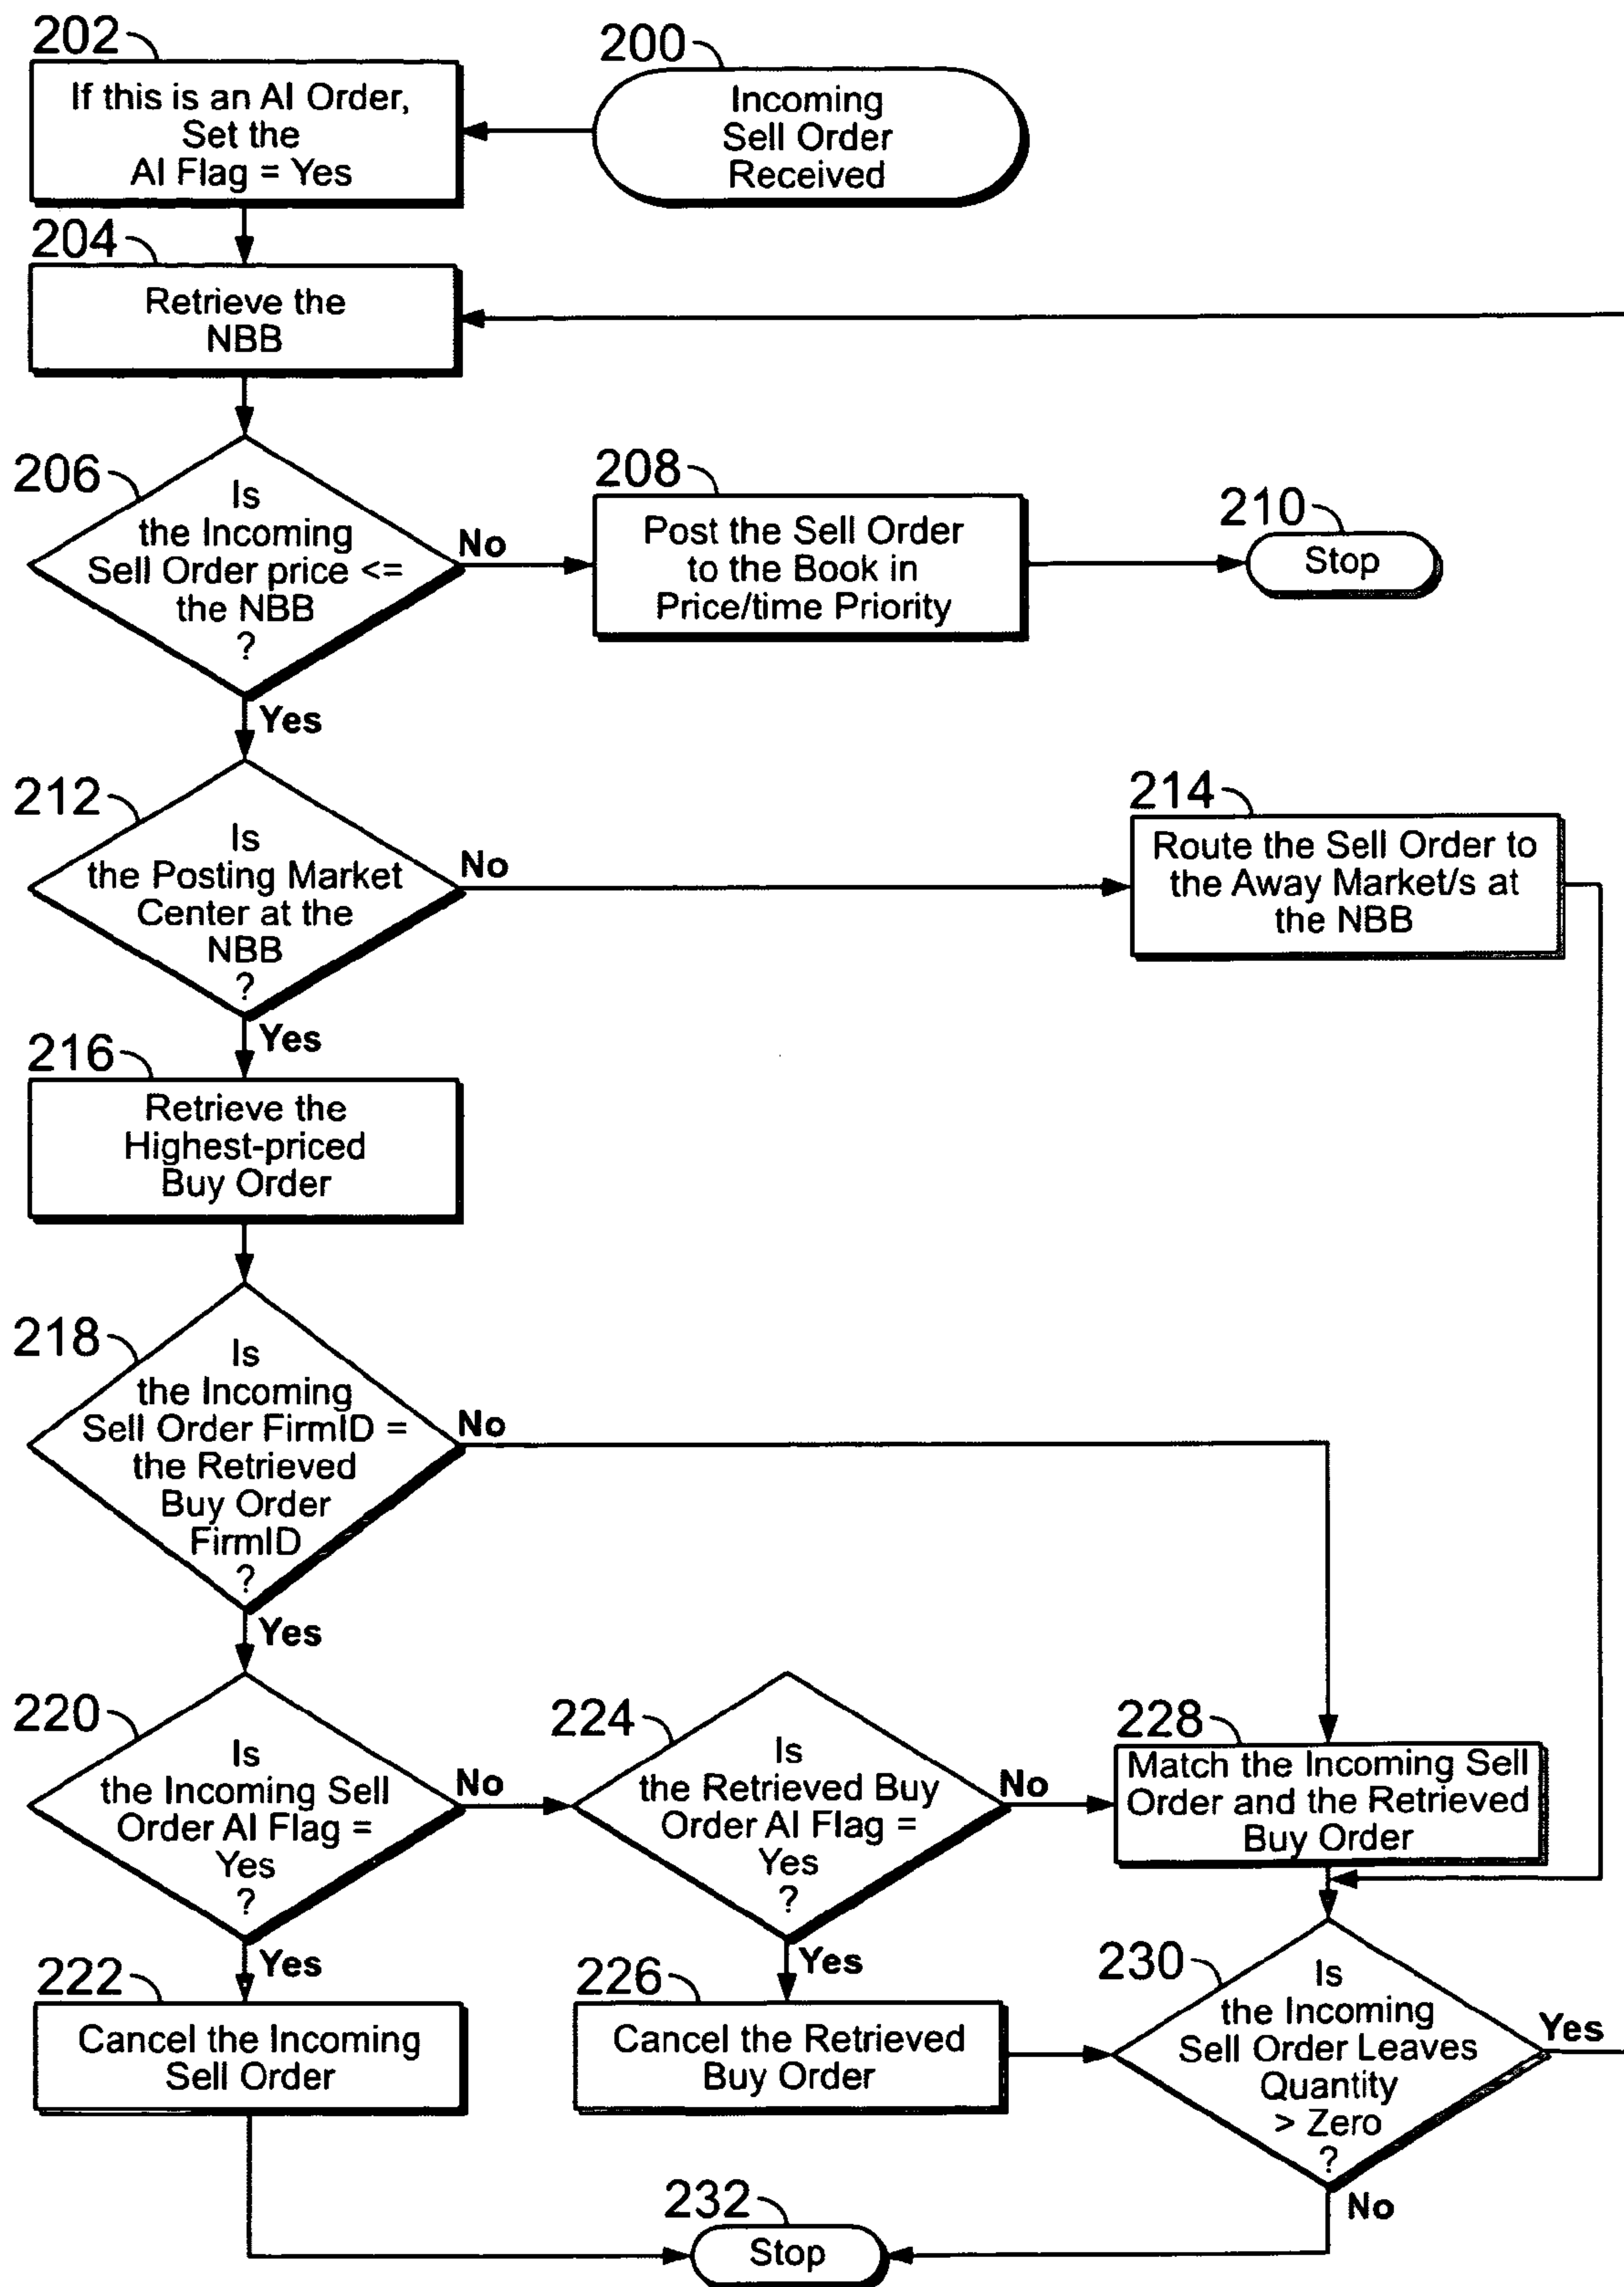 202
If this is an AI Order,
Set the
AI Flag = Yes
200
Incoming
Sell Order
Received
204
Retrieve the
NBB
206
Is
the Incoming
Sell Order price <=
the NBB
?
No
Yes
208
Post the Sell Order
to the Book in
Price/time Priority
210
Stop
212
Is
the Posting Market
Center at the
NBB
?
No
Yes
214
Route the Sell Order to
the Away Market/s at
the NBB
216
Retrieve the
Highest-priced
Buy Order
218
Is
the Incoming
Sell Order FirmID =
the Retrieved
Buy Order
FirmID
?
No
Yes
220
Is
the Incoming Sell
Order AI Flag =
Yes
?
No
Yes
224
Is
the Retrieved Buy
Order AI Flag =
Yes
?
No
Yes
228
Match the Incoming Sell
Order and the Retrieved
Buy Order
222
Cancel the Incoming
Sell Order
226
Cancel the Retrieved
Buy Order
230
Is
the Incoming
Sell Order Leaves
Quantity
> Zero
?
Yes
No
232
Stop